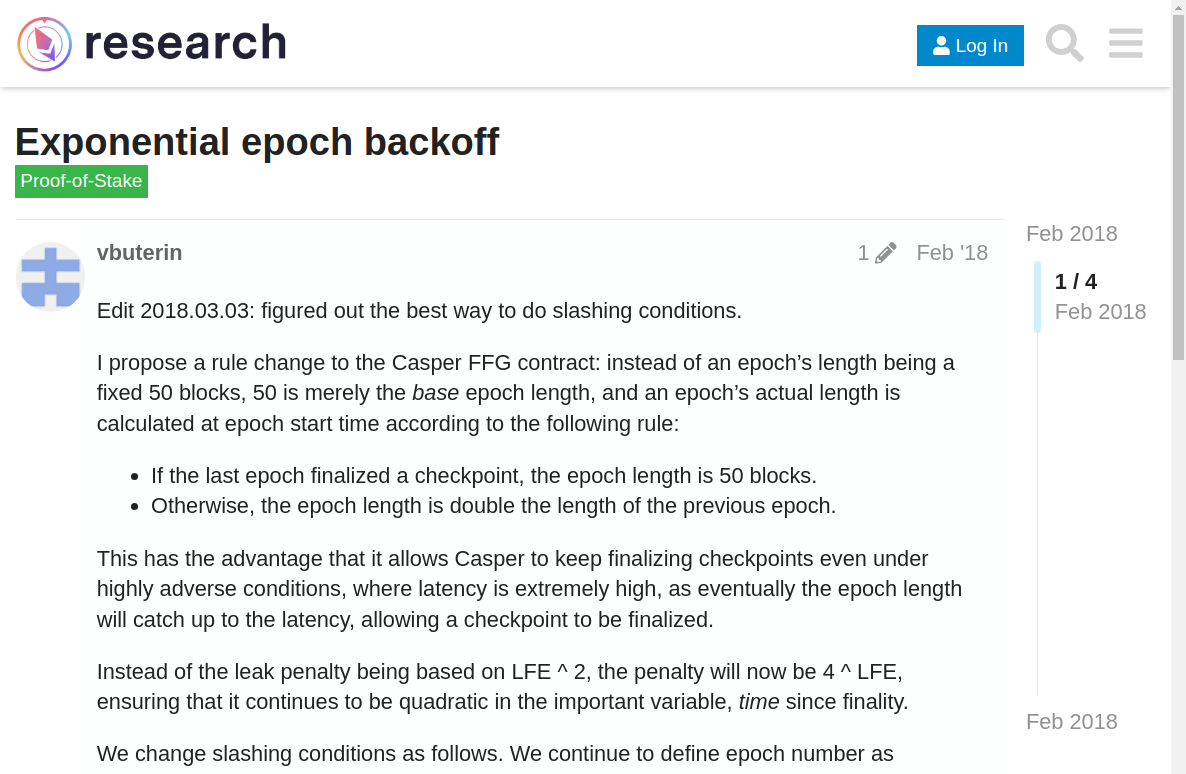 research
Log In
Exponential epoch backoff
Proof-of-Stake
Feb 2018
vbuterin
1
Feb '18
1 / 4
Feb 2018
Edit 2018.03.03: figured out the best way to do slashing conditions.
I propose a rule change to the Casper FFG contract: instead of an epoch’s length being a
fixed 50 blocks, 50 is merely the base epoch length, and an epoch’s actual length is
calculated at epoch start time according to the following rule:
• If the last epoch finalized a checkpoint, the epoch length is 50 blocks.
• Otherwise, the epoch length is double the length of the previous epoch.
This has the advantage that it allows Casper to keep finalizing checkpoints even under
highly adverse conditions, where latency is extremely high, as eventually the epoch length
will catch up to the latency, allowing a checkpoint to be finalized.
Instead of the leak penalty being based on LFE ^ 2, the penalty will now be 4 ^ LFE,
ensuring that it continues to be quadratic in the important variable, time since finality.
Feb 2018
We change slashing conditions as follows. We continue to define epoch number as